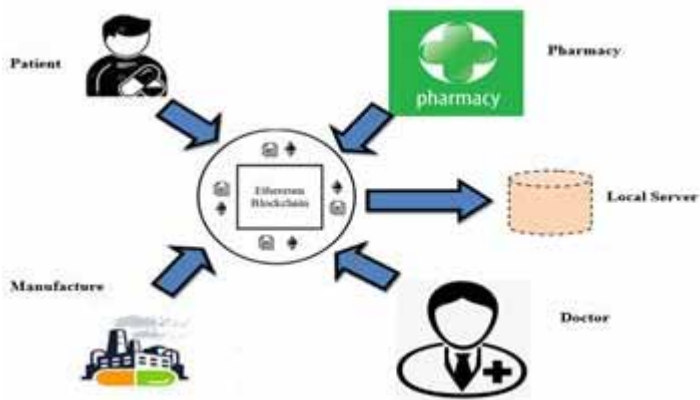 Patient
Pharmacy
pharmacy
Ethereum
Blockchain
Local Server
Manufacture
Doctor